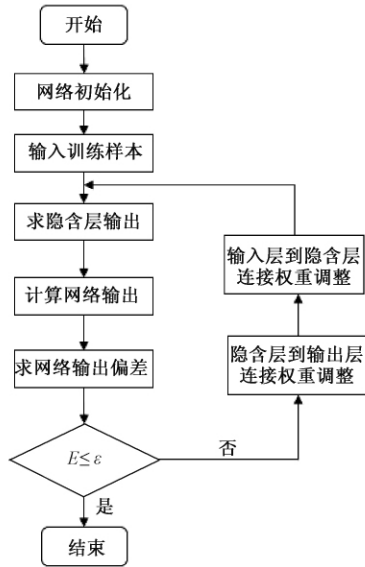 开始
网络初始化
输入训练样本
求隐含层输出
计算网络输出
求网络输出偏差
E≤ε
是
结束
否
隐含层到输出层
连接权重调整
输入层到隐含层
连接权重调整